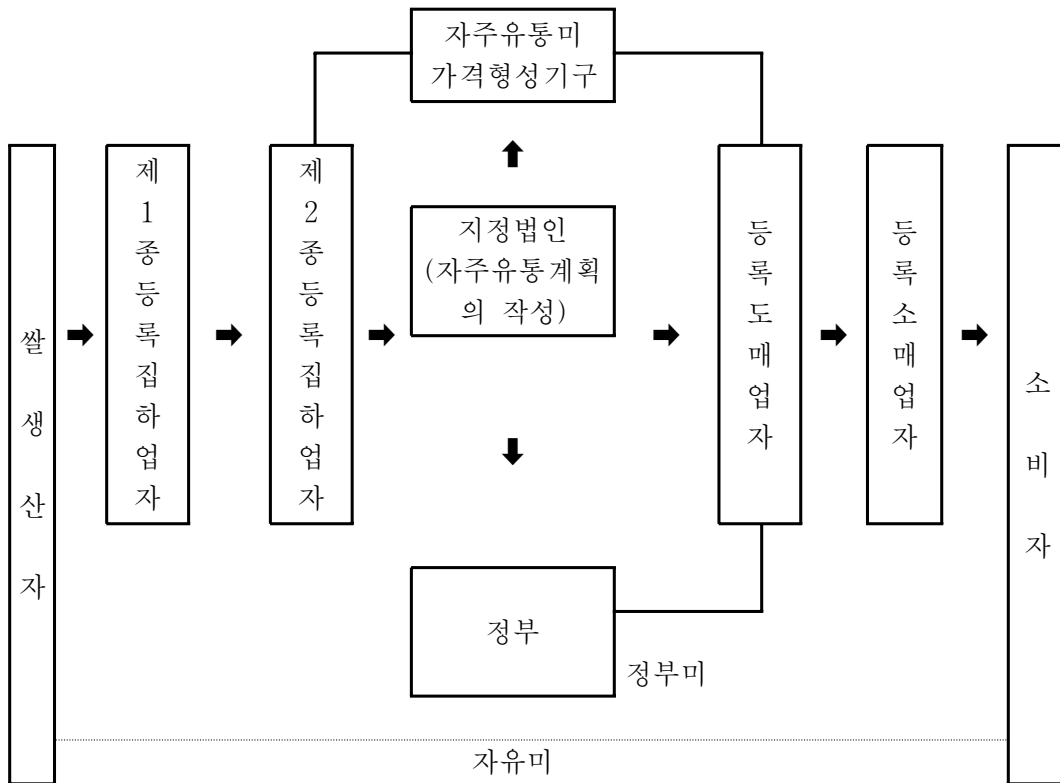 자주유통미
가격형성기구
쌀생산자
제1종등록집하업자
제2종등록집하업자
지정법인
(자주유통계획
의 작성)
등록도매업자
등록소매업자
소비자
정부
정부미
자유미